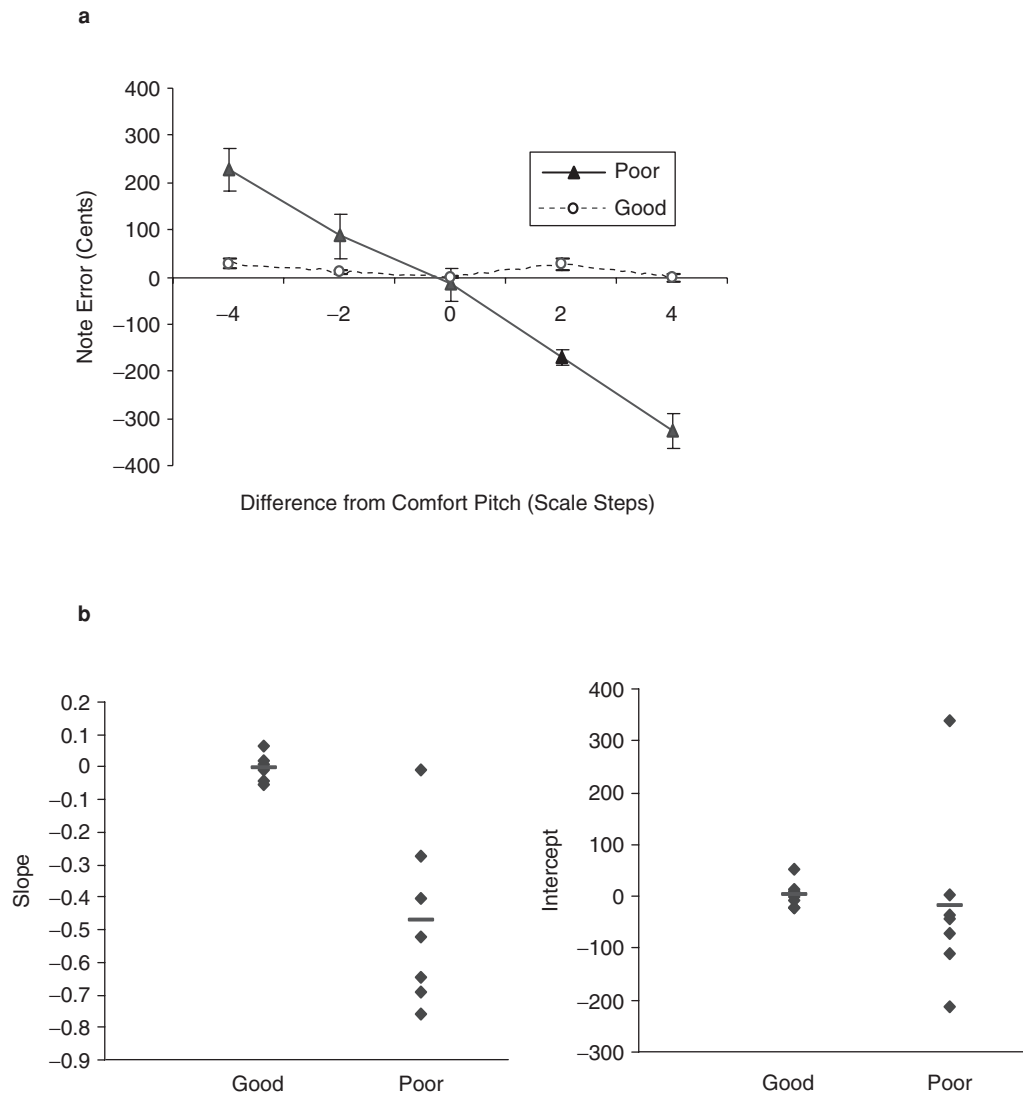 a
400
300
200
100
0
−100
−200
−300
−400
Note Error (Cents)
−4
−2
0
2
4
Poor
Good
Difference from Comfort Pitch (Scale Steps)
b
0.2
0.1
0
−0.1
−0.2
−0.3
−0.4
−0.5
−0.6
−0.7
−0.8
−0.9
Slope
Good
Poor
400
300
200
100
0
−100
−200
−300
Intercept
Good
Poor